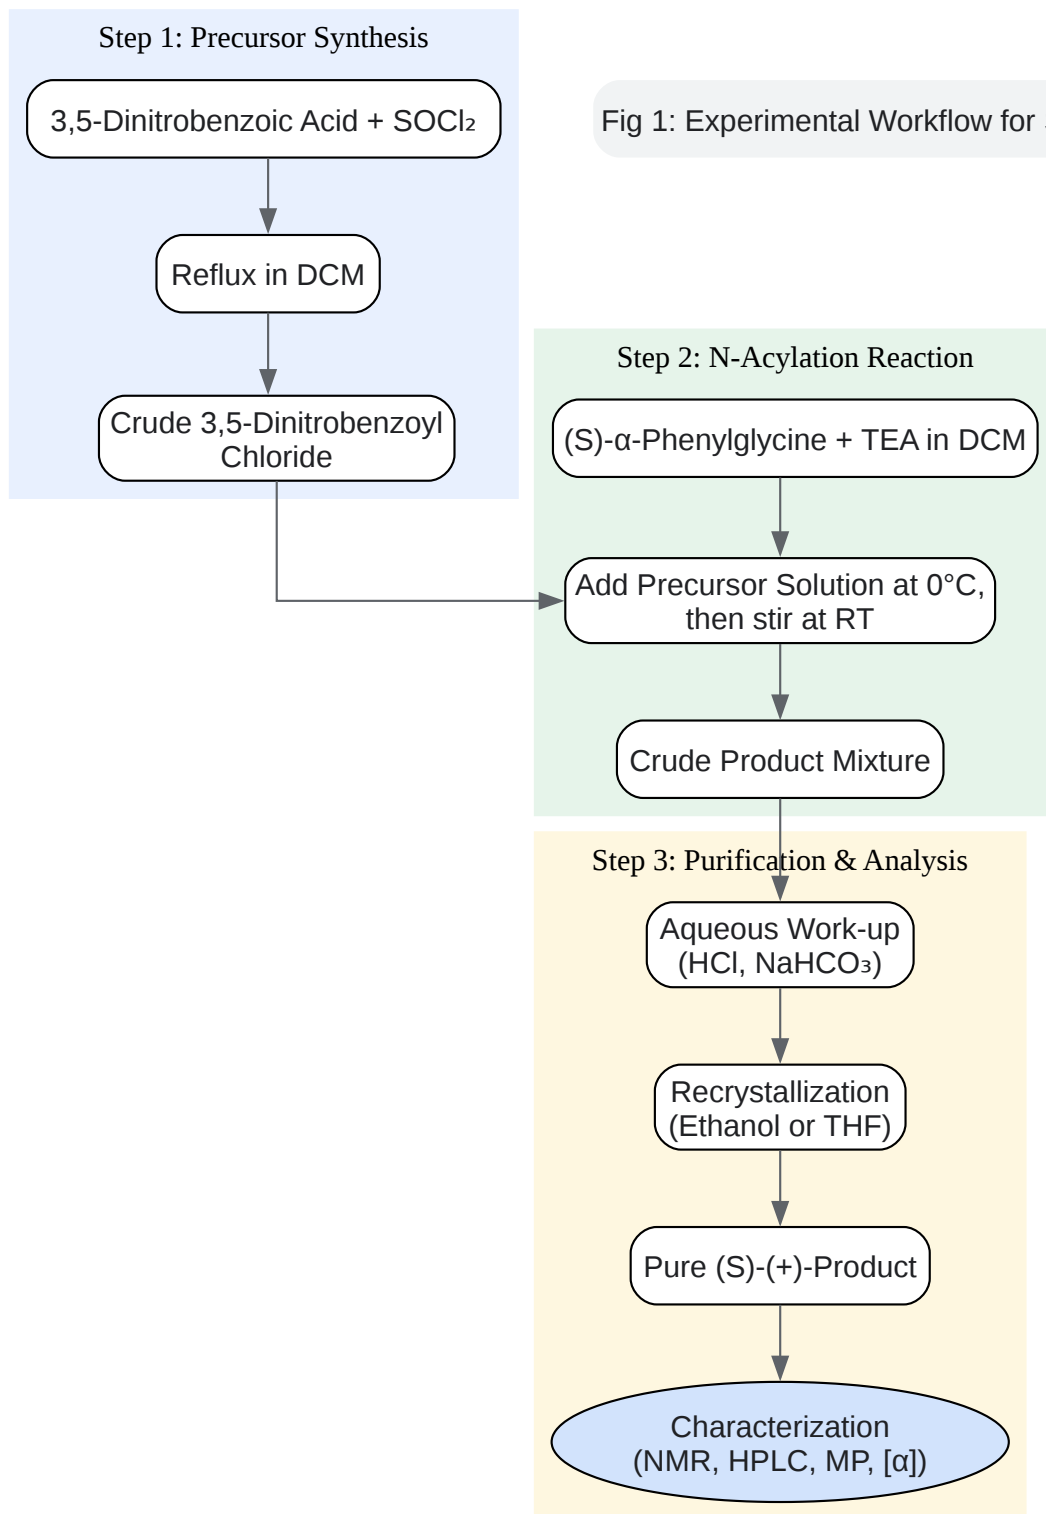 Step 1: Precursor Synthesis
3,5-Dinitrobenzoic Acid + SOCl₂
Reflux in DCM
Crude 3,5-Dinitrobenzoyl
Chloride
Fig 1: Experimental Workflow for
Step 2: N-Acylation Reaction
(S)-α-Phenylglycine + TEA in DCM
Add Precursor Solution at 0°C,
then stir at RT
Crude Product Mixture
Step 3: Purification & Analysis
Aqueous Work-up
(HCl, NaHCO₃)
Recrystallization
(Ethanol or THF)
Pure (S)-(+)-Product
Characterization
(NMR, HPLC, MP, [α])